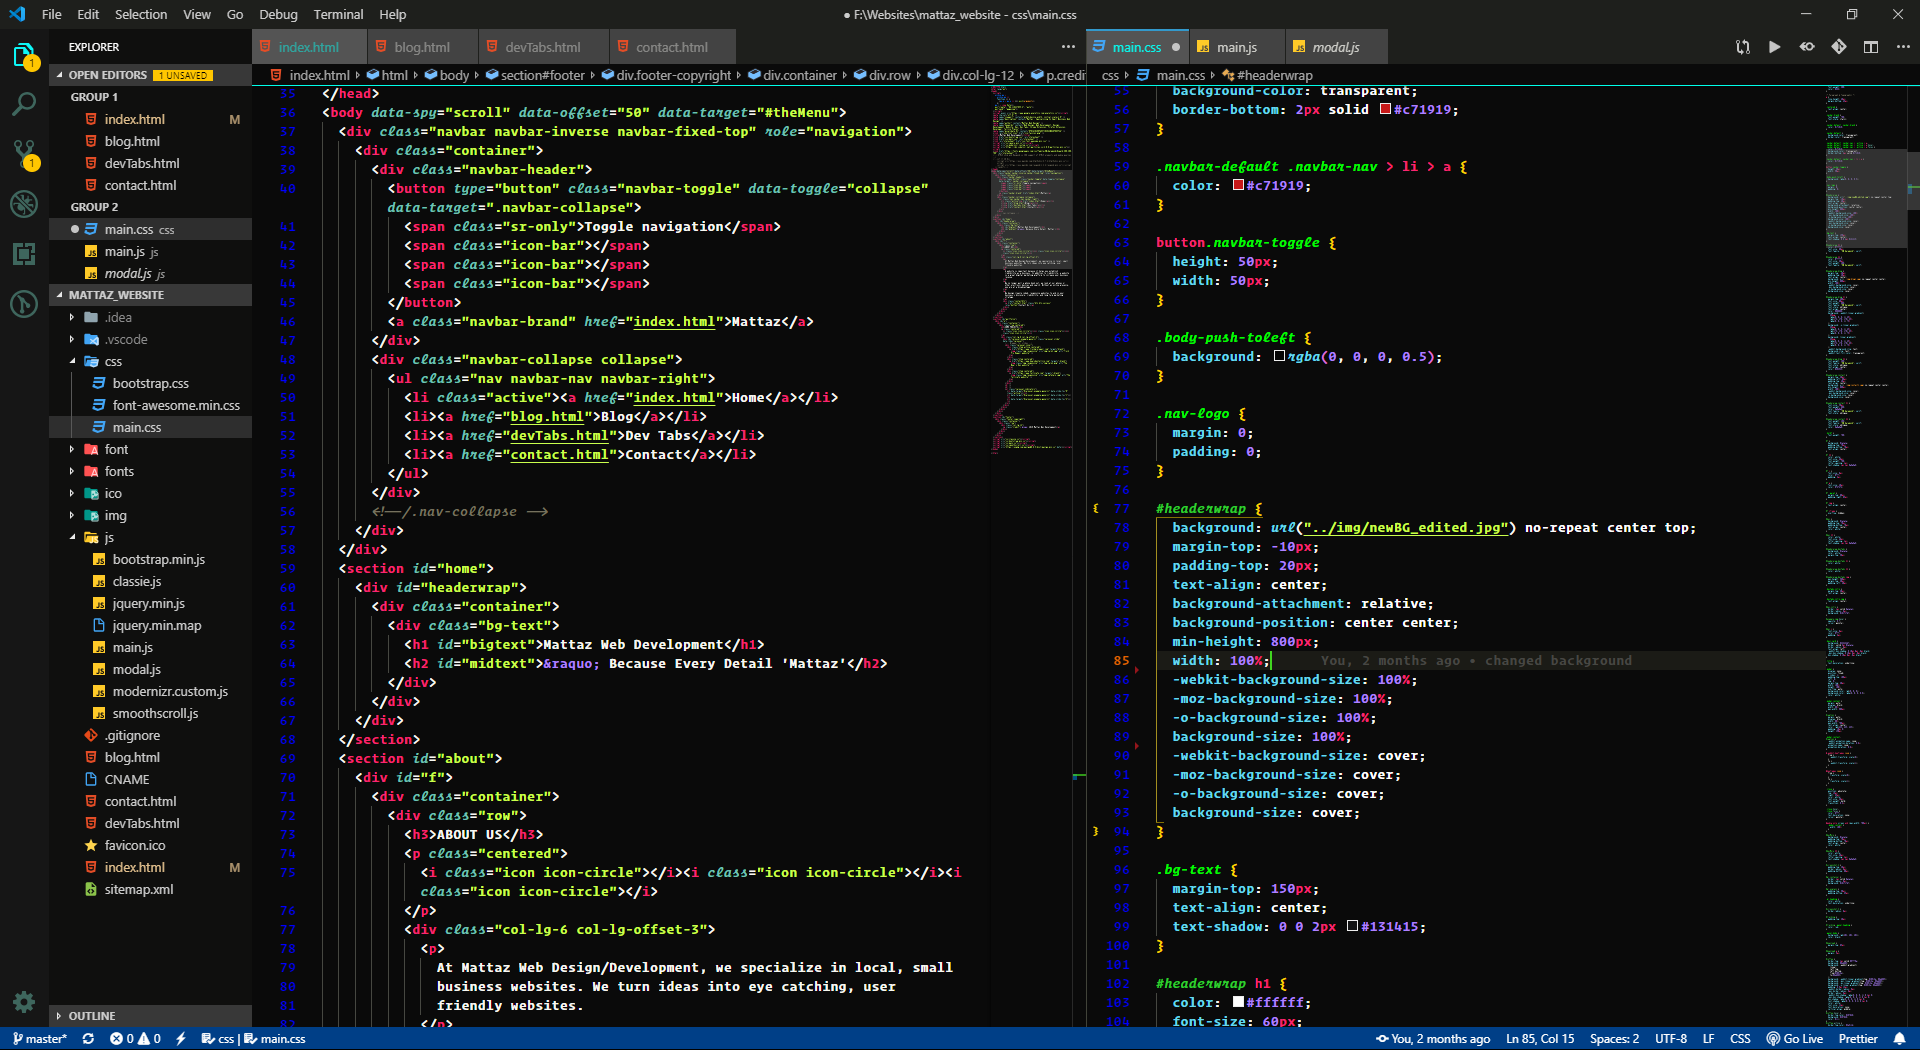 File Edit Selection View Go Debug Terminal Help
● F:\Websites\mattaz_website - css\main.css
EXPLORER
OPEN EDITORS 1 UNSAVED
GROUP 1
index.html M
blog.html
devTabs.html
contact.html
GROUP 2
main.css css
main.js js
modal.js js
MATTAZ_WEBSITE
.idea
.vscode
css
bootstrap.css
font-awesome.min.css
main.css
font
fonts
ico
img
js
bootstrap.min.js
classie.js
jquery.min.js
jquery.min.map
main.js
modal.js
modernizr.custom.js
smoothscroll.js
.gitignore
blog.html
CNAME
contact.html
devTabs.html
favicon.ico
index.html M
sitemap.xml
OUTLINE
index.html blog.html devTabs.html contact.html
index.html › html › body › section#footer › div.footer-copyright › div.container › div.row › div.col-lg-12 › p.credi
35 </head>
36 <body data-spy="scroll" data-offset="50" data-target="#theMenu">
37 <div class="navbar navbar-inverse navbar-fixed-top" role="navigation">
38 <div class="container">
39 <div class="navbar-header">
40 <button type="button" class="navbar-toggle" data-toggle="collapse"
data-target=".navbar-collapse">
41 <span class="sr-only">Toggle navigation</span>
42 <span class="icon-bar"></span>
43 <span class="icon-bar"></span>
44 <span class="icon-bar"></span>
45 </button>
46 <a class="navbar-brand" href="index.html">Mattaz</a>
47 </div>
48 <div class="navbar-collapse collapse">
49 <ul class="nav navbar-nav navbar-right">
50 <li class="active"><a href="index.html">Home</a></li>
51 <li><a href="blog.html">Blog</a></li>
52 <li><a href="devTabs.html">Dev Tabs</a></li>
53 <li><a href="contact.html">Contact</a></li>
54 </ul>
55 </div>
56 <!--/.nav-collapse -->
57 </div>
58 </div>
59 <section id="home">
60 <div id="headerwrap">
61 <div class="container">
62 <div class="bg-text">
63 <h1 id="bigtext">Mattaz Web Development</h1>
64 <h2 id="midtext">&raquo; Because Every Detail 'Mattaz'</h2>
65 </div>
66 </div>
67 </div>
68 </section>
69 <section id="about">
70 <div id="f">
71 <div class="container">
72 <div class="row">
73 <h3>ABOUT US</h3>
74 <p class="centered">
75 <i class="icon icon-circle"></i><i class="icon icon-circle"></i><i
class="icon icon-circle"></i>
76 </p>
77 <div class="col-lg-6 col-lg-offset-3">
78 <p>
79 At Mattaz Web Design/Development, we specialize in local, small
80 business websites. We turn ideas into eye catching, user
81 friendly websites.
82 </p>
main.css ● main.js modal.js
css › main.css › #headerwrap
55 background-color: transparent;
56 border-bottom: 2px solid #c71919;
57 }
58
59 .navbar-default .navbar-nav > li > a {
60 color: #c71919;
61 }
62
63 button.navbar-toggle {
64 height: 50px;
65 width: 50px;
66 }
67
68 .body-push-toleft {
69 background: rgba(0, 0, 0, 0.5);
70 }
71
72 .nav-logo {
73 margin: 0;
74 padding: 0;
75 }
76
77 #headerwrap {
78 background: url("../img/newBG_edited.jpg") no-repeat center top;
79 margin-top: -10px;
80 padding-top: 20px;
81 text-align: center;
82 background-attachment: relative;
83 background-position: center center;
84 min-height: 800px;
85 width: 100%; You, 2 months ago • changed background
86 -webkit-background-size: 100%;
87 -moz-background-size: 100%;
88 -o-background-size: 100%;
89 background-size: 100%;
90 -webkit-background-size: cover;
91 -moz-background-size: cover;
92 -o-background-size: cover;
93 background-size: cover;
94 }
95
96 .bg-text {
97 margin-top: 150px;
98 text-align: center;
99 text-shadow: 0 0 2px #131415;
100 }
101
102 #headerwrap h1 {
103 color: #ffffff;
104 font-size: 60px;
master* 0 0 css | main.css You, 2 months ago Ln 85, Col 15 Spaces: 2 UTF-8 LF CSS Go Live Prettier